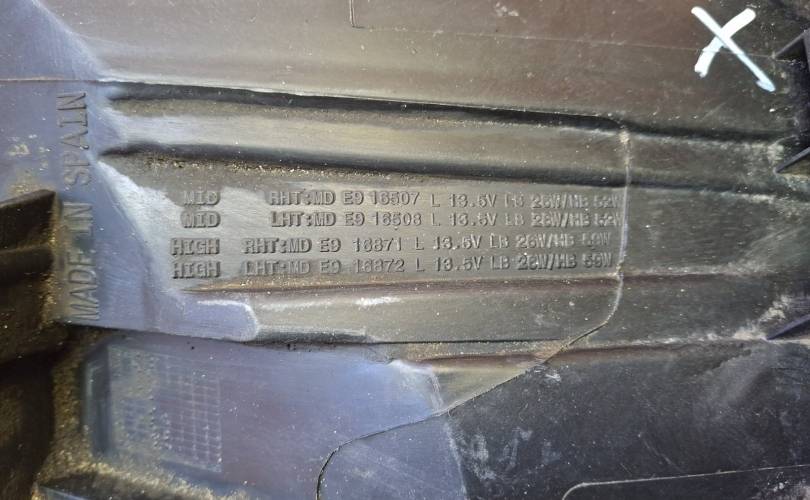 X
MADE IN SPAIN
MID RHT:MD E9 16507 L 13.5V LB 26W/HB 52W
MID LHT:MD E9 16508 L 13.5V LB 26W/HB 52W
HIGH RHT:MD E9 16871 L 13.5V LB 26W/HB 59W
HIGH LHT:MD E9 16872 L 13.5V LB 26W/HB 59W